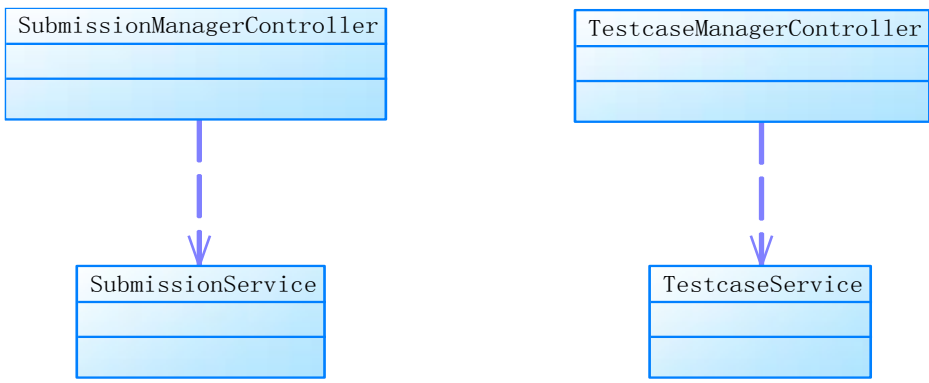 SubmissionManagerController
TestcaseManagerController
SubmissionService
TestcaseService